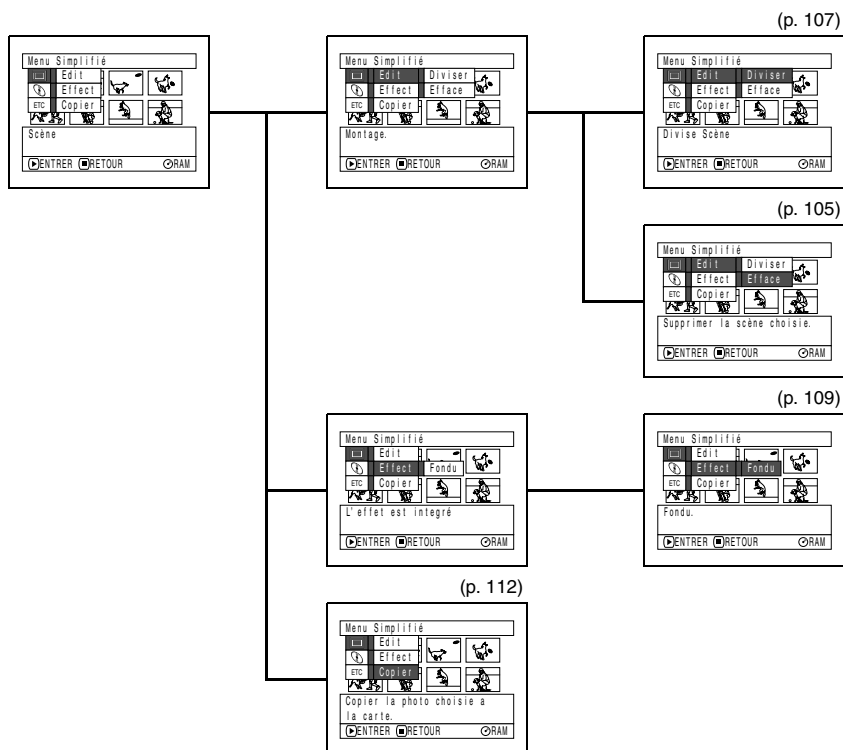 (p. 107)
Menu Simplifié
Edit
Effect
ETC Copier
Scène
ENTRER RETOUR RAM
Menu Simplifié
Edit Diviser
Effect Efface
ETC Copier
Montage.
ENTRER RETOUR RAM
Menu Simplifié
Edit Diviser
Effect Efface
ETC Copier
Divise Scène
ENTRER RETOUR RAM
(p. 105)
Menu Simplifié
Edit Diviser
Effect Efface
ETC Copier
Supprimer la scène choisie.
ENTRER RETOUR RAM
(p. 109)
Menu Simplifié
Edit
Effect Fondu
ETC Copier
L'effet est integré
ENTRER RETOUR RAM
Menu Simplifié
Edit
Effect Fondu
ETC Copier
Fondu.
ENTRER RETOUR RAM
(p. 112)
Menu Simplifié
Edit
Effect
ETC Copier
Copier la photo choisie a
la carte.
ENTRER RETOUR RAM